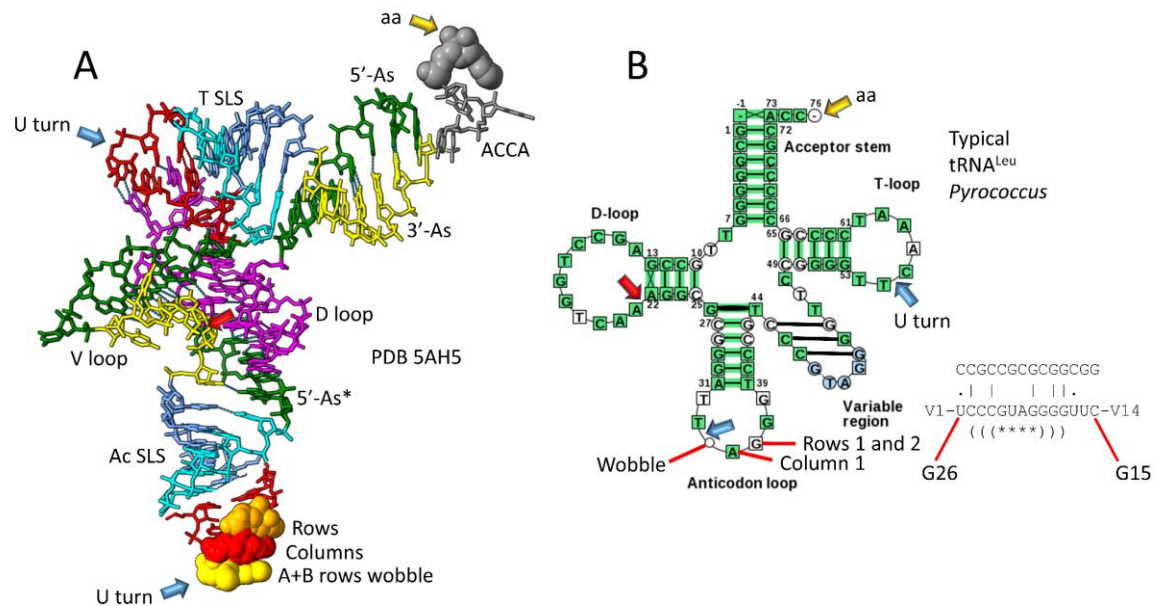 A
aa
5'-As
T SLS
U turn
ACCA
3'-As
V loop
D loop
PDB 5AH5
5'-As*
Ac SLS
Rows
Columns
A+B rows wobble
U turn
B
aa
-1 73 76
- A C C -
1 G C 72
G C
G C
Acceptor stem
Typical
tRNALeu
Pyrococcus
T-loop
D-loop
7
66
65
61
49
53
13
10
22
25
44
27
31
39
U turn
Variable
region
Wobble
Rows 1 and 2
Column 1
Anticodon loop
CCGCCGCGCGGCGG
.| | | ||.
V1-UCCCGUAGGGGUUC-V14
(((****)))
G26 G15